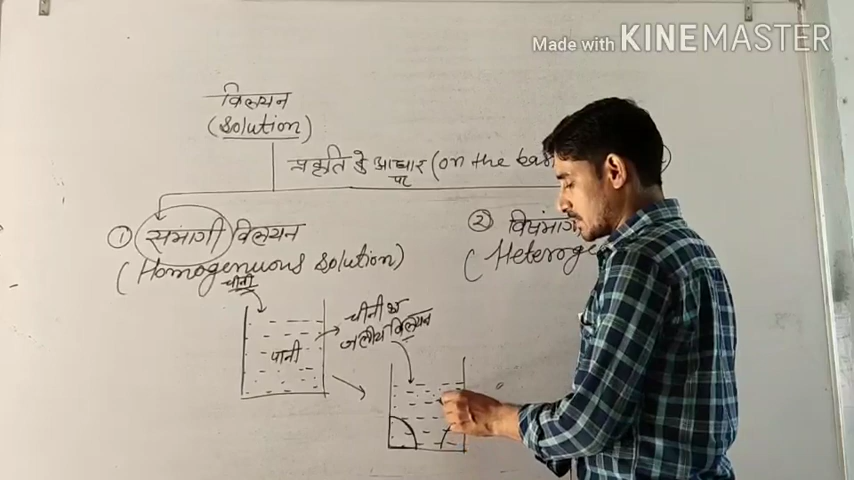 Made with KINEMASTER
विलयन
(Solution)
प्रकृति के आधार (on the bas
पर
① समांगी विलयन
② विषमांगी
(Homogenuous Solution)
(Heteroge
चीनी
पानी
चीनी का
जलीय विलयन